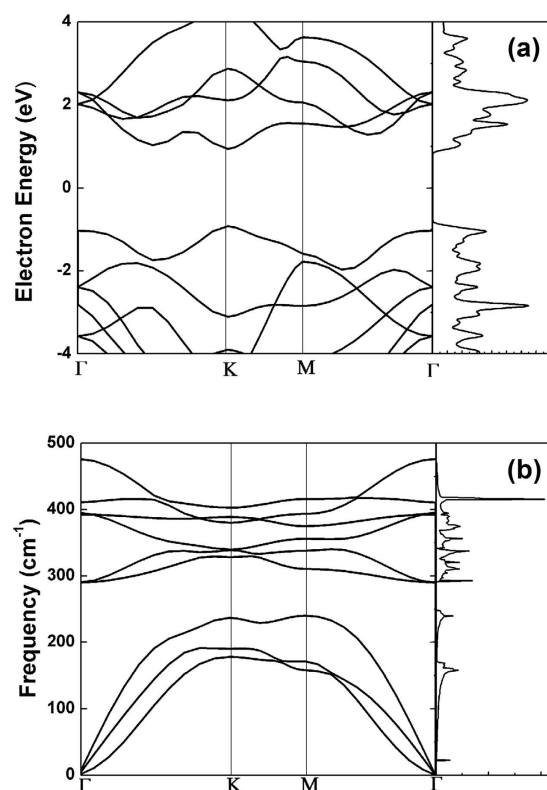 4
(a)
2
0
-2
-4
Electron Energy (eV)
Γ K M Γ
500
(b)
400
300
200
100
0
Frequency (cm-1)
Γ K M Γ